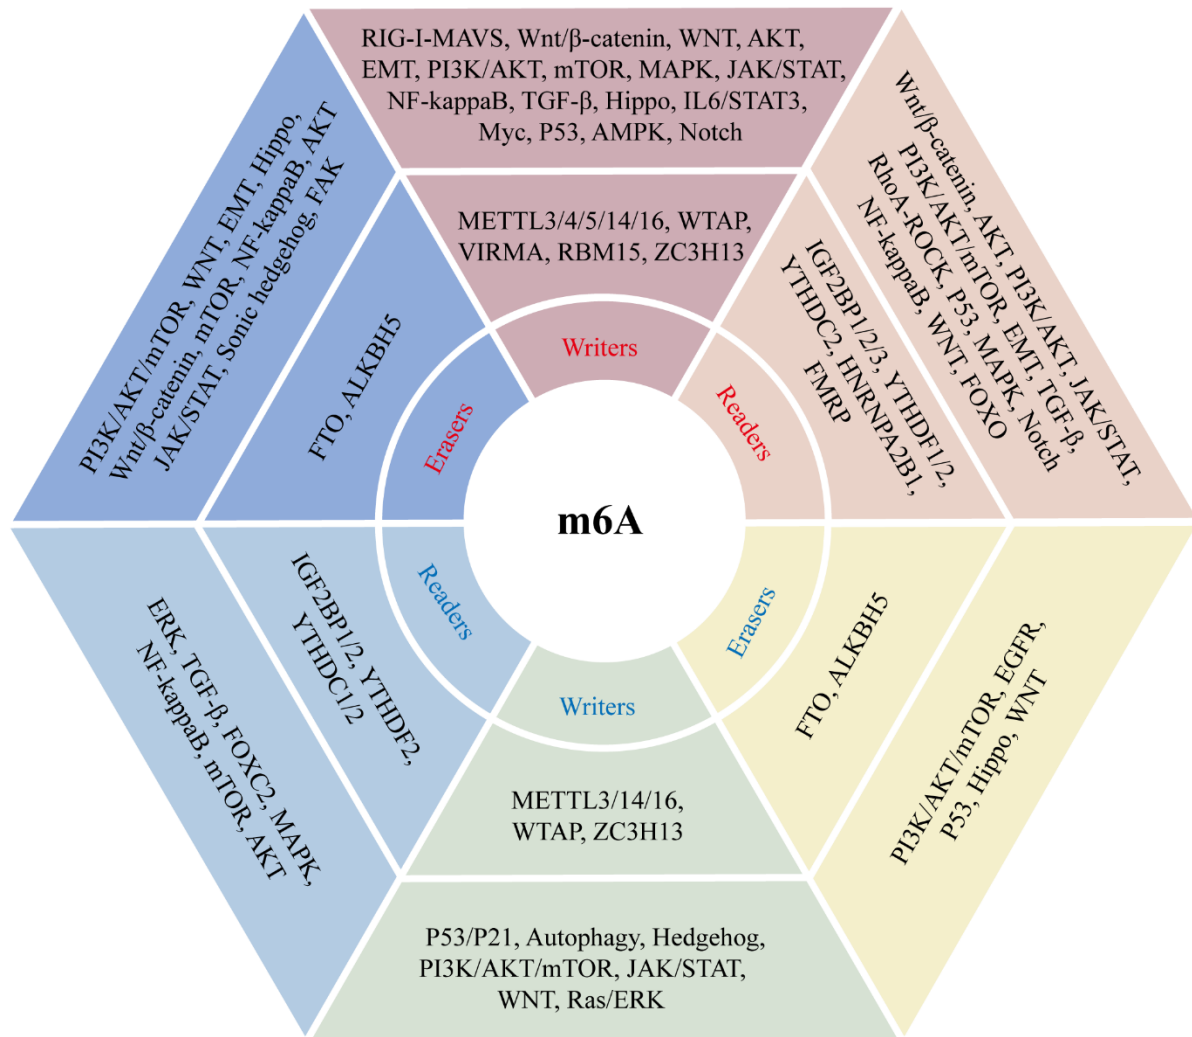 RIG-I-MAVS, Wnt/β-catenin, WNT, AKT,
EMT, PI3K/AKT, mTOR, MAPK, JAK/STAT,
NF-kappaB, TGF-β, Hippo, IL6/STAT3,
Myc, P53, AMPK, Notch
METTL3/4/5/14/16, WTAP,
VIRMA, RBM15, ZC3H13
Writers
Wnt/β-catenin, AKT, PI3K/AKT, JAK/STAT,
PI3K/AKT/mTOR, EMT, TGF-β,
RhoA-ROCK, P53, MAPK, Notch
NF-kappaB, WNT, FOXO
IGF2BP1/2/3, YTHDF1/2,
YTHDC2, HNRNPA2B1,
FMRP
Readers
PI3K/AKT/mTOR, EGFR,
P53, Hippo, WNT
FTO, ALKBH5
Erasers
Writers
METTL3/14/16,
WTAP, ZC3H13
P53/P21, Autophagy, Hedgehog,
PI3K/AKT/mTOR, JAK/STAT,
WNT, Ras/ERK
Readers
IGF2BP1/2, YTHDF2,
YTHDC1/2
ERK, TGF-β, FOXC2, MAPK,
NF-kappaB, mTOR, AKT
Erasers
FTO, ALKBH5
PI3K/AKT/mTOR, WNT, EMT, Hippo,
Wnt/β-catenin, mTOR, NF-kappaB, AKT
JAK/STAT, Sonic hedgehog, FAK
m6A